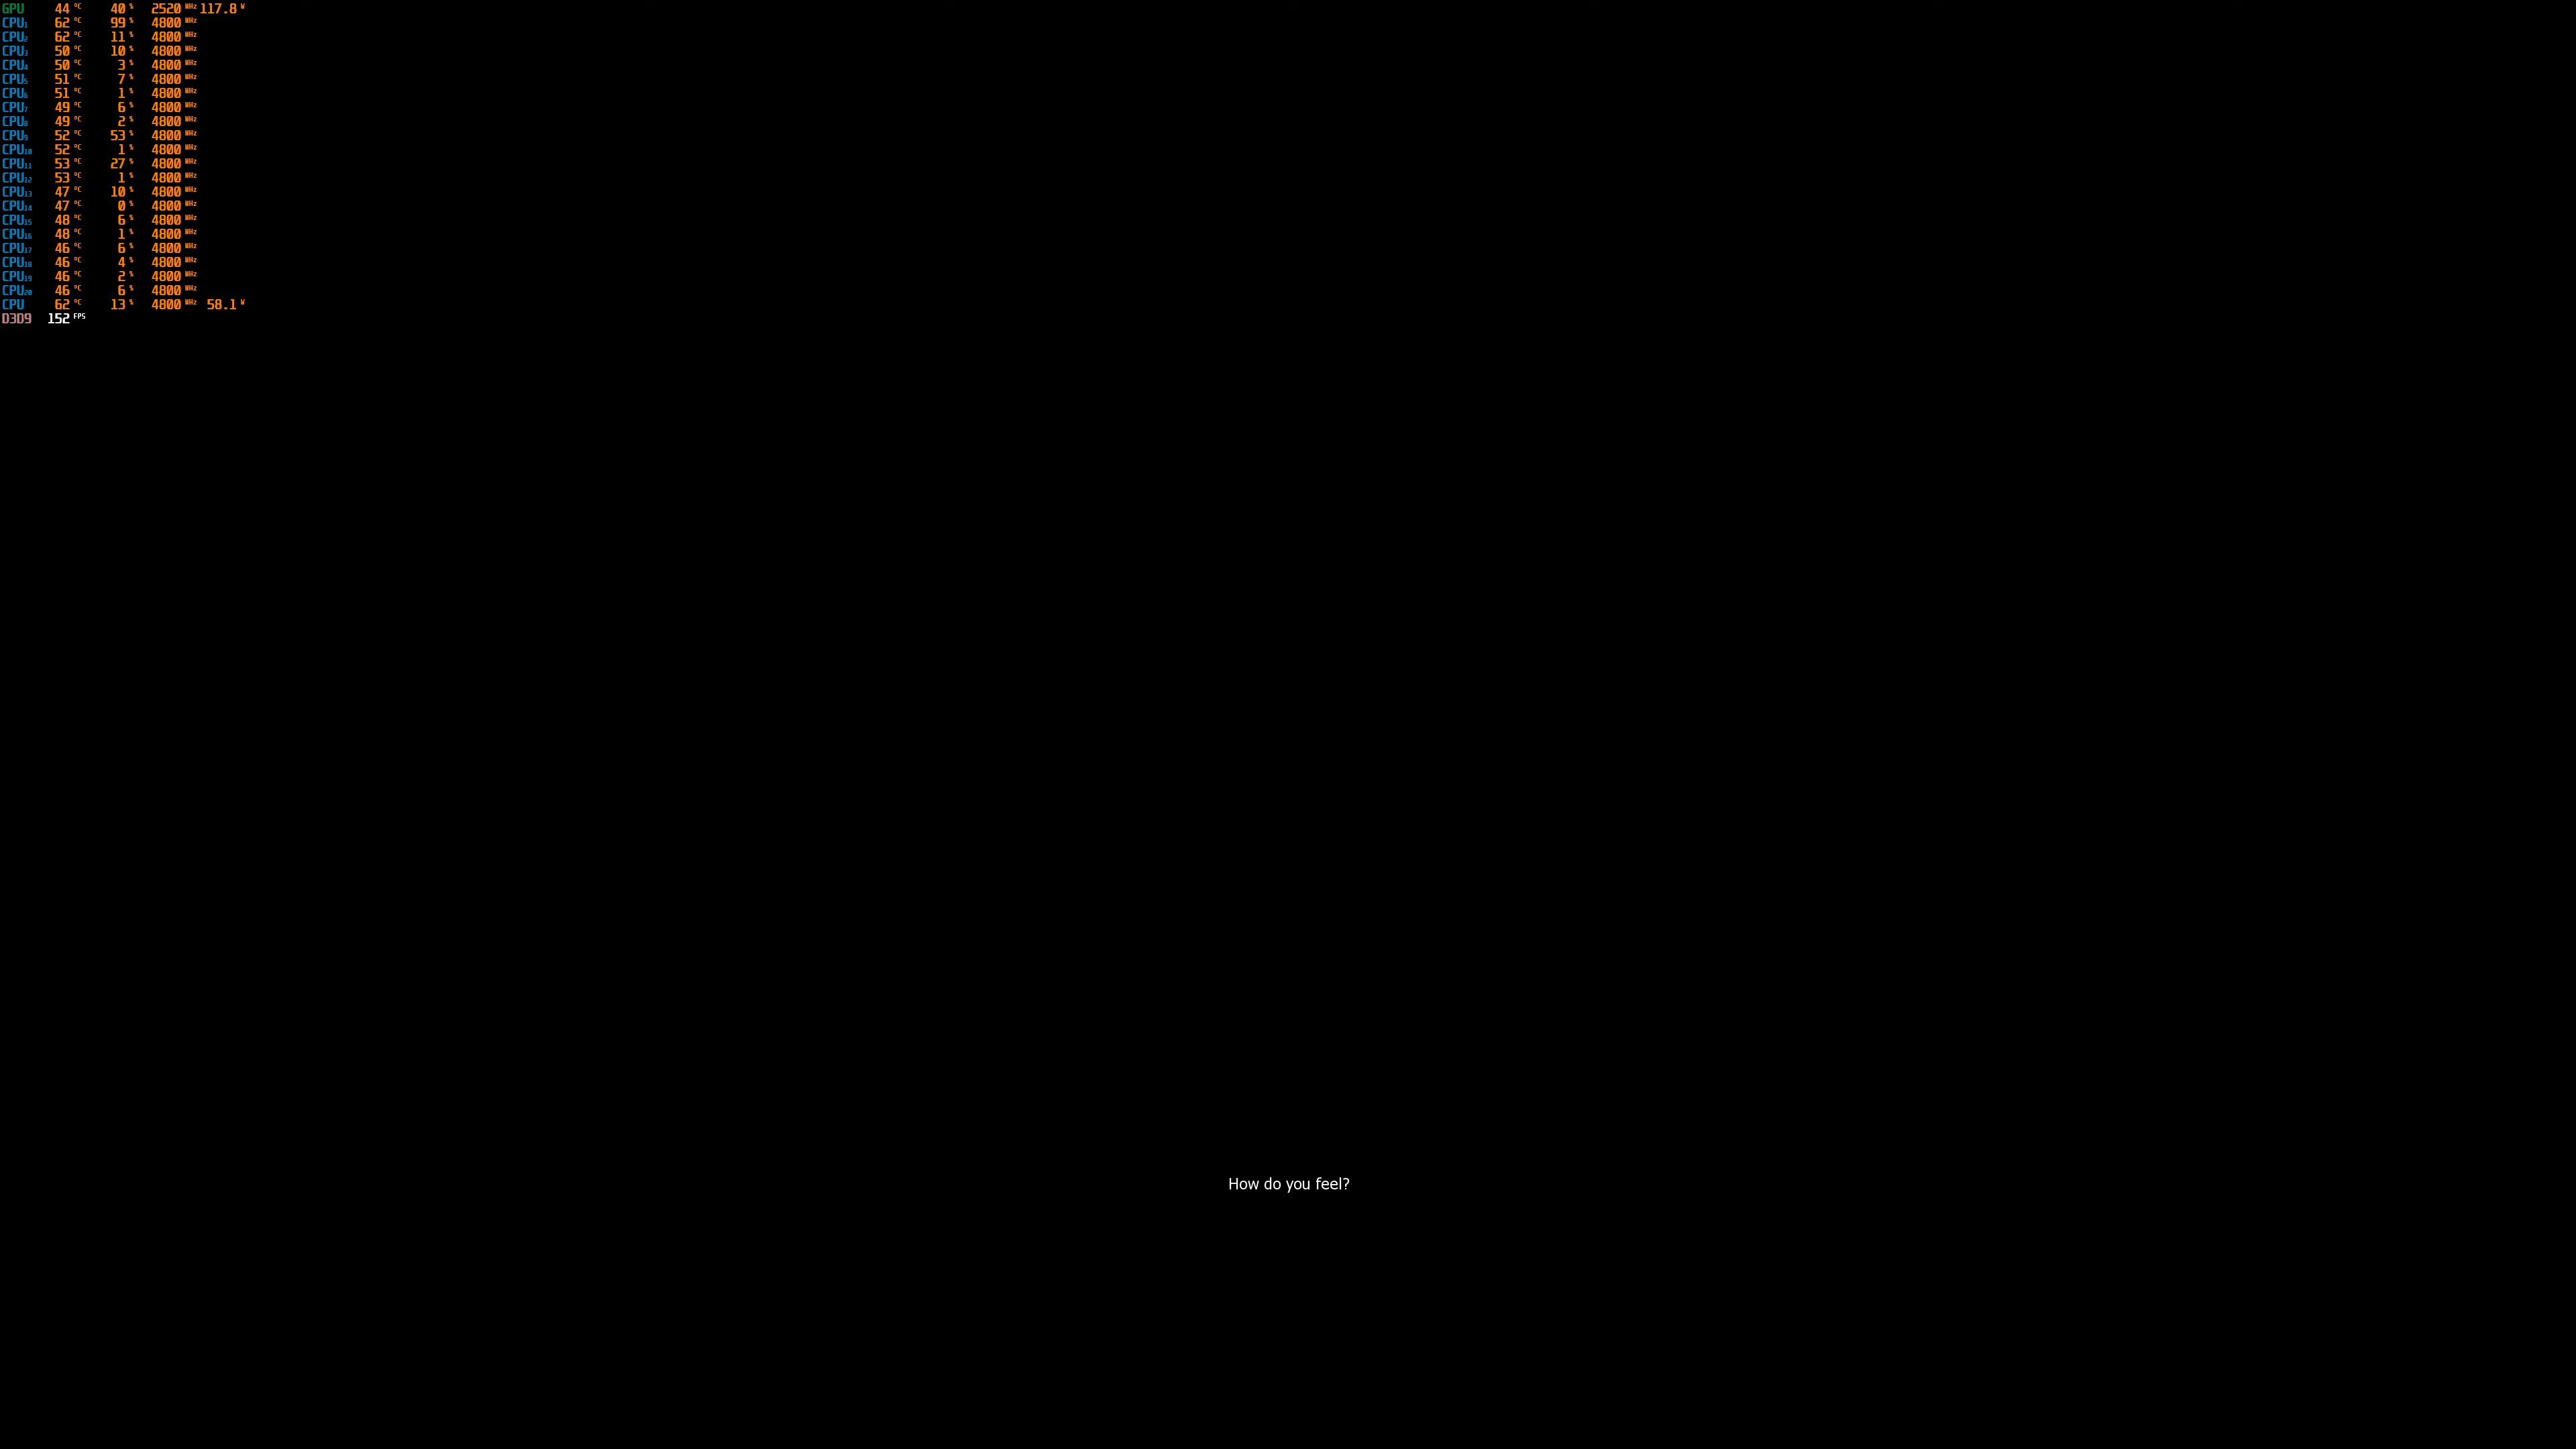 GPU 44 °C 40 % 2520 MHz 117.8 W
CPU1 62 °C 99 % 4800 MHz
CPU2 62 °C 11 % 4800 MHz
CPU3 50 °C 10 % 4800 MHz
CPU4 50 °C 3 % 4800 MHz
CPU5 51 °C 7 % 4800 MHz
CPU6 51 °C 1 % 4800 MHz
CPU7 49 °C 6 % 4800 MHz
CPU8 49 °C 2 % 4800 MHz
CPU9 52 °C 53 % 4800 MHz
CPU10 52 °C 1 % 4800 MHz
CPU11 53 °C 27 % 4800 MHz
CPU12 53 °C 1 % 4800 MHz
CPU13 47 °C 10 % 4800 MHz
CPU14 47 °C 0 % 4800 MHz
CPU15 48 °C 6 % 4800 MHz
CPU16 48 °C 1 % 4800 MHz
CPU17 46 °C 6 % 4800 MHz
CPU18 46 °C 4 % 4800 MHz
CPU19 46 °C 2 % 4800 MHz
CPU20 46 °C 6 % 4800 MHz
CPU 62 °C 13 % 4800 MHz 58.1 W
D3D9 152 FPS
How do you feel?